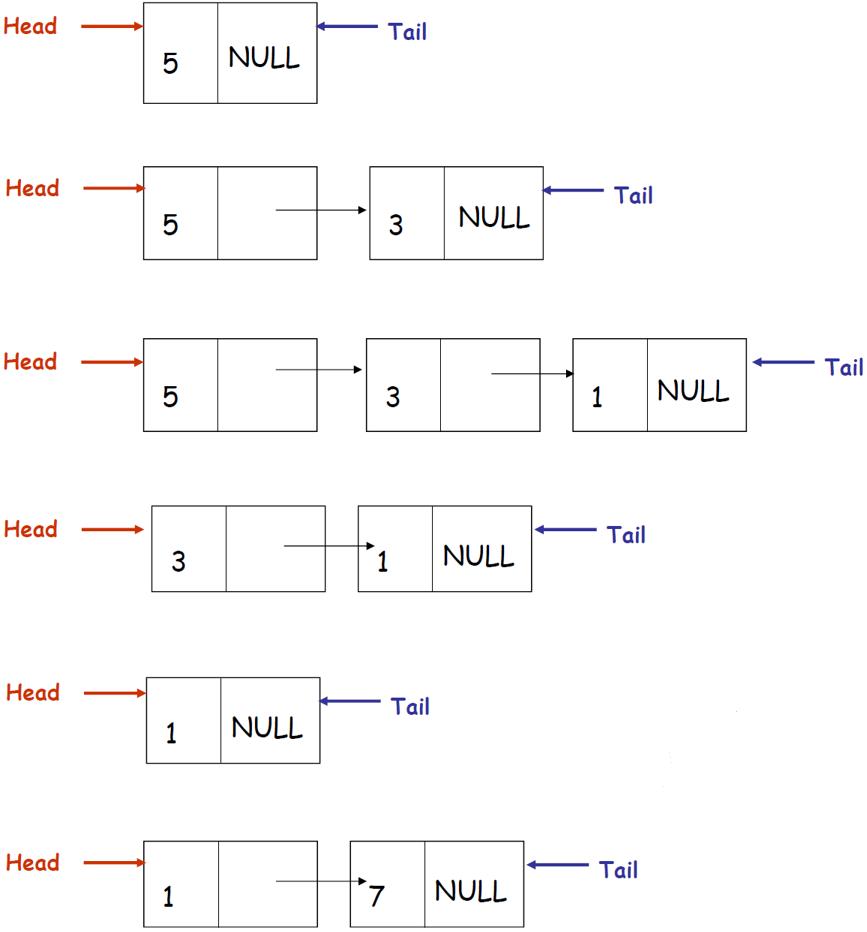 Head 5 NULL Tail
Head 5 3 NULL Tail
Head 5 3 1 NULL Tail
Head 3 1 NULL Tail
Head 1 NULL Tail
Head 1 7 NULL Tail